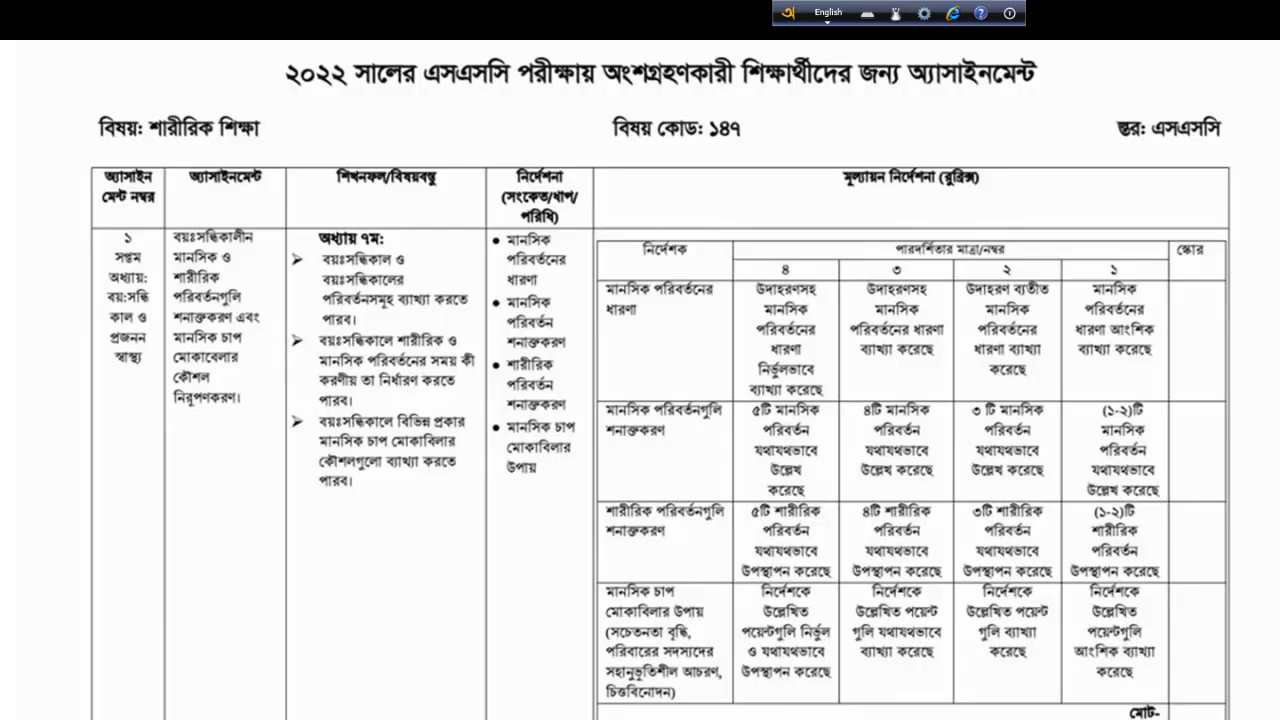 অ English
২০২২ সালের এসএসসি পরীক্ষায় অংশগ্রহণকারী শিক্ষার্থীদের জন্য অ্যাসাইনমেন্ট
বিষয়: শারীরিক শিক্ষা বিষয় কোড: ১৪৭ স্তর: এসএসসি
অ্যাসাইন
মেন্ট নম্বর
অ্যাসাইনমেন্ট
শিখনফল/বিষয়বস্তু
নির্দেশনা
(সংকেত/ধাপ/
পরিধি)
মূল্যায়ন নির্দেশনা (রুব্রিক্স)
১
সপ্তম
অধ্যায়:
বয়:সন্ধি
কাল ও
প্রজনন
স্বাস্থ্য
বয়ঃসন্ধিকালীন
মানসিক ও
শারীরিক
পরিবর্তনগুলি
শনাক্তকরণ এবং
মানসিক চাপ
মোকাবেলার
কৌশল
নিরূপণকরণ।
অধ্যায় ৭ম:
➢ বয়ঃসন্ধিকাল ও
বয়ঃসন্ধিকালের
পরিবর্তনসমূহ ব্যাখ্যা করতে
পারব।
➢ বয়ঃসন্ধিকালে শারীরিক ও
মানসিক পরিবর্তনের সময় কী
করণীয় তা নির্ধারণ করতে
পারব।
➢ বয়ঃসন্ধিকালে বিভিন্ন প্রকার
মানসিক চাপ মোকাবিলার
কৌশলগুলো ব্যাখ্যা করতে
পারব।
● মানসিক
পরিবর্তনের
ধারণা
● মানসিক
পরিবর্তন
শনাক্তকরণ
● শারীরিক
পরিবর্তন
শনাক্তকরণ
● মানসিক চাপ
মোকাবিলার
উপায়
নির্দেশক
পারদর্শিতার মাত্রা/নম্বর
স্কোর
৪ ৩ ২ ১
মানসিক পরিবর্তনের
ধারণা
উদাহরণসহ
মানসিক
পরিবর্তনের
ধারণা
নির্ভুলভাবে
ব্যাখ্যা করেছে
উদাহরণসহ
মানসিক
পরিবর্তনের ধারণা
ব্যাখ্যা করেছে
উদাহরণ ব্যতীত
মানসিক
পরিবর্তনের
ধারণা ব্যাখ্যা
করেছে
মানসিক
পরিবর্তনের
ধারণা আংশিক
ব্যাখ্যা করেছে
মানসিক পরিবর্তনগুলি
শনাক্তকরণ
৫টি মানসিক
পরিবর্তন
যথাযথভাবে
উল্লেখ
করেছে
৪টি মানসিক
পরিবর্তন
যথাযথভাবে
উল্লেখ করেছে
৩ টি মানসিক
পরিবর্তন
যথাযথভাবে
উল্লেখ করেছে
(১-২)টি
মানসিক
পরিবর্তন
যথাযথভাবে
উল্লেখ করেছে
শারীরিক পরিবর্তনগুলি
শনাক্তকরণ
৫টি শারীরিক
পরিবর্তন
যথাযথভাবে
উপস্থাপন করেছে
৪টি শারীরিক
পরিবর্তন
যথাযথভাবে
উপস্থাপন করেছে
৩টি শারীরিক
পরিবর্তন
যথাযথভাবে
উপস্থাপন করেছে
(১-২)টি
শারীরিক
পরিবর্তন
যথাযথভাবে
উপস্থাপন করেছে
মানসিক চাপ
মোকাবিলার উপায়
(সচেতনতা বৃদ্ধি,
পরিবারের সদস্যদের
সহানুভূতিশীল আচরণ,
চিত্তবিনোদন)
নির্দেশকে
উল্লেখিত
পয়েন্টগুলি নির্ভুল
ও যথাযথভাবে
উপস্থাপন করেছে
নির্দেশকে
উল্লেখিত পয়েন্ট
গুলি যথাযথভাবে
ব্যাখ্যা করেছে
নির্দেশকে
উল্লেখিত পয়েন্ট
গুলি ব্যাখ্যা
করেছে
নির্দেশকে
উল্লেখিত
পয়েন্টগুলি
আংশিক ব্যাখ্যা
করেছে
মোট-